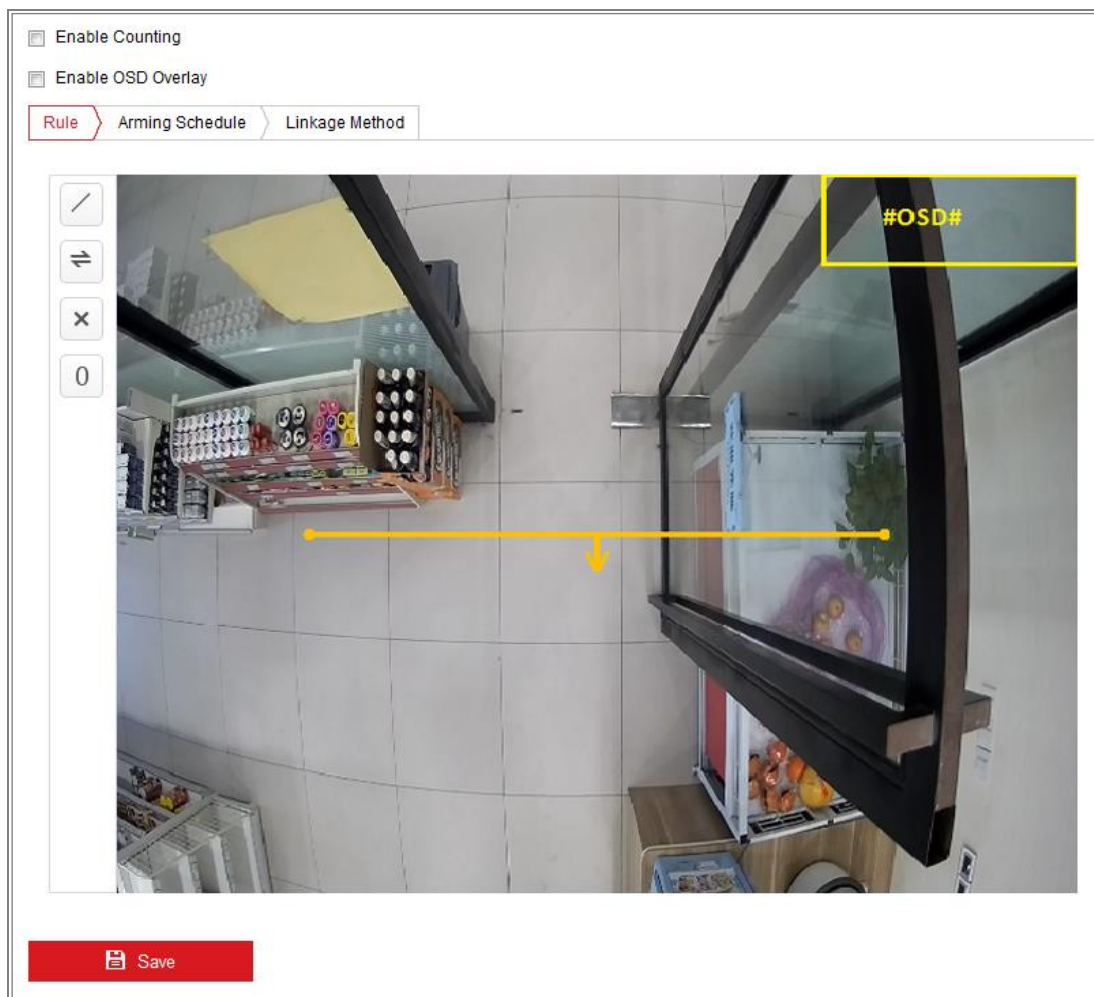 Enable Counting
Enable OSD Overlay
Rule Arming Schedule Linkage Method
#OSD#
0
Save